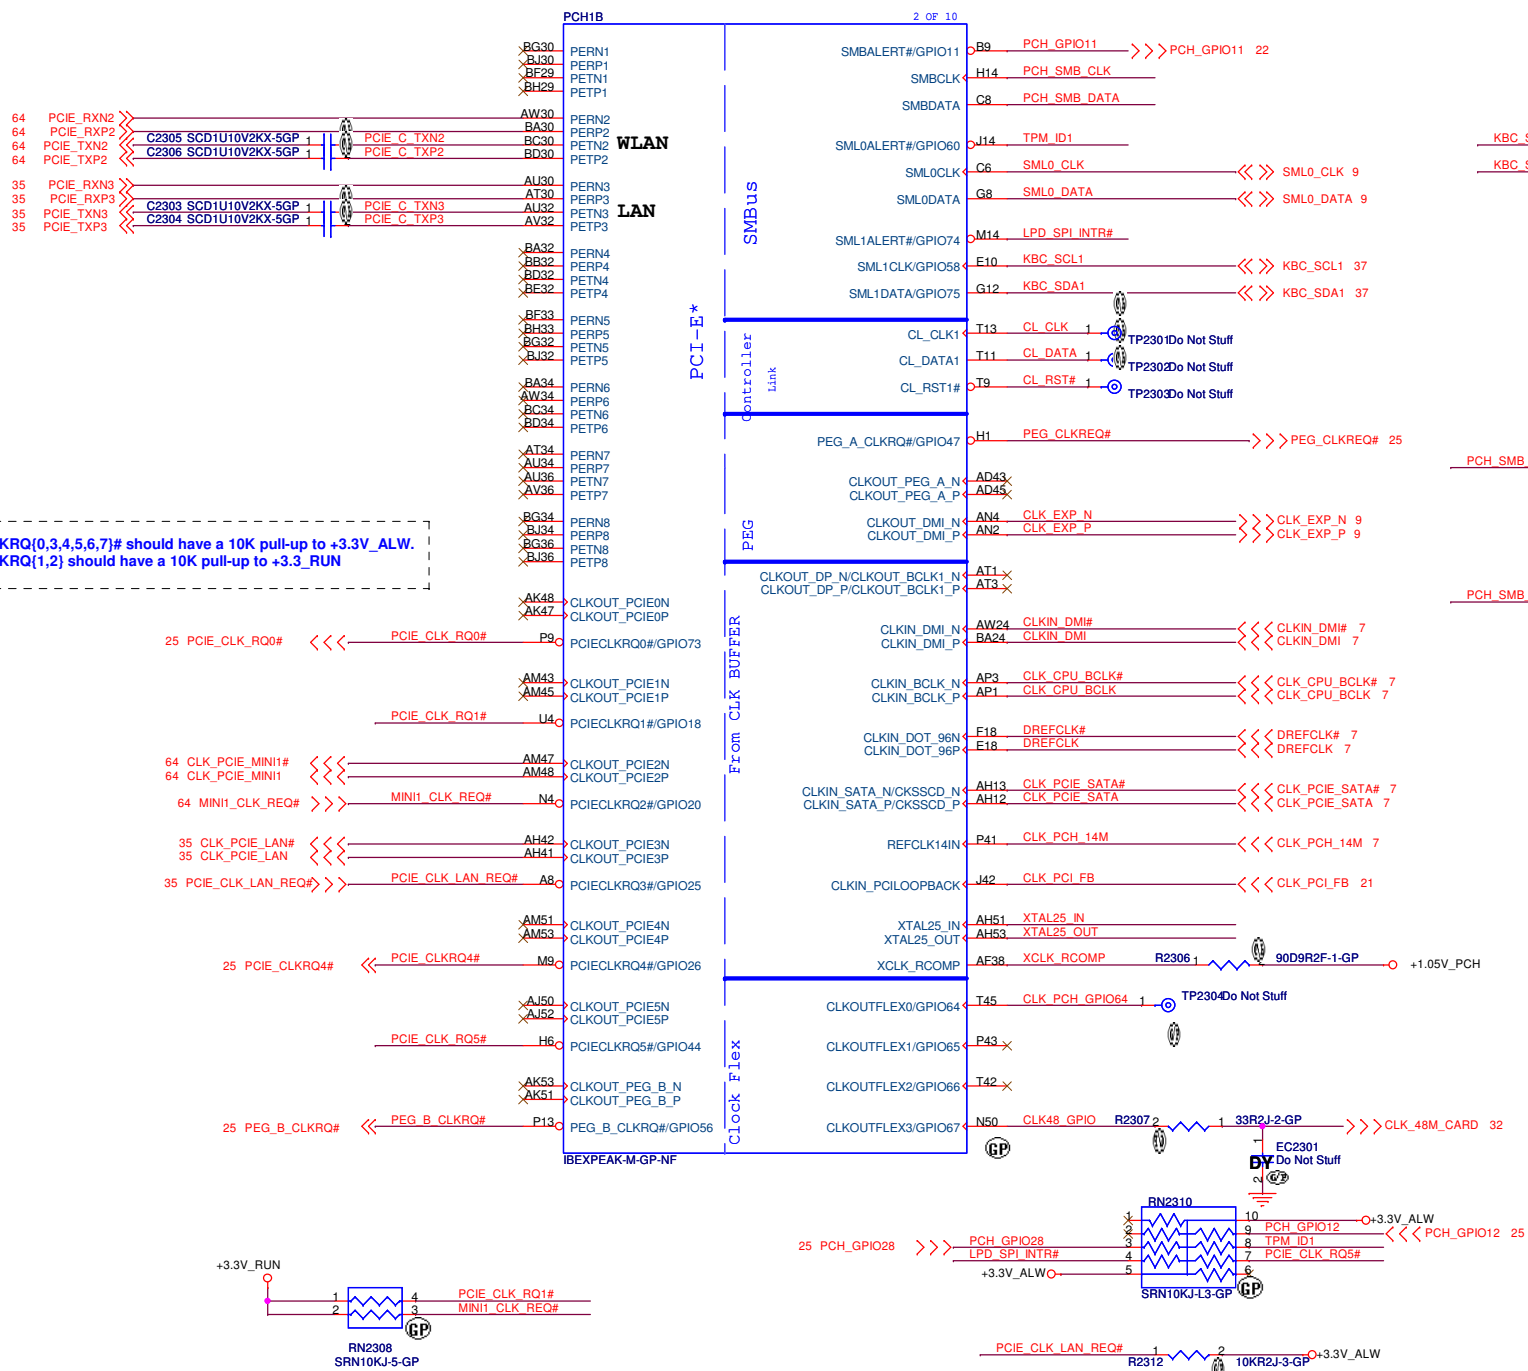 PCH1B
2 OF 10
BG30 PERN1
BJ30 PERP1
BF29 PETN1
BH29 PETP1
64 PCIE_RXN2 AW30 PERN2
64 PCIE_RXP2 BA30 PERP2
64 PCIE_TXN2 C2305 SCD1U10V2KX-5GP 1 PCIE_C_TXN2 BC30 PETN2
64 PCIE_TXP2 C2306 SCD1U10V2KX-5GP 1 PCIE_C_TXP2 BD30 PETP2
WLAN
35 PCIE_RXN3 AU30 PERN3
35 PCIE_RXP3 AT30 PERP3
35 PCIE_TXN3 C2303 SCD1U10V2KX-5GP 1 PCIE_C_TXN3 AU32 PETN3
35 PCIE_TXP3 C2304 SCD1U10V2KX-5GP 1 PCIE_C_TXP3 AV32 PETP3
LAN
BA32 PERN4
BB32 PERP4
BD32 PETN4
BE32 PETP4
BF33 PERN5
BH33 PERP5
BG32 PETN5
BJ32 PETP5
BA34 PERN6
AW34 PERP6
BC34 PETN6
BD34 PETP6
AT34 PERN7
AU34 PERP7
AU36 PETN7
AV36 PETP7
BG34 PERN8
BJ34 PERP8
BG36 PETN8
BJ36 PETP8
PCI-E*
KRQ{0,3,4,5,6,7}# should have a 10K pull-up to +3.3V_ALW.
KRQ{1,2} should have a 10K pull-up to +3.3_RUN
AK48 CLKOUT_PCIE0N
AK47 CLKOUT_PCIE0P
25 PCIE_CLK_RQ0# PCIE_CLK_RQ0# P9 PCIECLKRQ0#/GPIO73
AM43 CLKOUT_PCIE1N
AM45 CLKOUT_PCIE1P
PCIE_CLK_RQ1# U4 PCIECLKRQ1#/GPIO18
64 CLK_PCIE_MINI1# AM47 CLKOUT_PCIE2N
64 CLK_PCIE_MINI1 AM48 CLKOUT_PCIE2P
64 MINI1_CLK_REQ# MINI1_CLK_REQ# N4 PCIECLKRQ2#/GPIO20
35 CLK_PCIE_LAN# AH42 CLKOUT_PCIE3N
35 CLK_PCIE_LAN AH41 CLKOUT_PCIE3P
35 PCIE_CLK_LAN_REQ# PCIE_CLK_LAN_REQ# A8 PCIECLKRQ3#/GPIO25
AM51 CLKOUT_PCIE4N
AM53 CLKOUT_PCIE4P
25 PCIE_CLKRQ4# PCIE_CLKRQ4# M9 PCIECLKRQ4#/GPIO26
AJ50 CLKOUT_PCIE5N
AJ52 CLKOUT_PCIE5P
PCIE_CLK_RQ5# H6 PCIECLKRQ5#/GPIO44
AK53 CLKOUT_PEG_B_N
AK51 CLKOUT_PEG_B_P
25 PEG_B_CLKRQ# PEG_B_CLKRQ# P13 PEG_B_CLKRQ#/GPIO56
IBEXPEAK-M-GP-NF
SMBus
SMBALERT#/GPIO11 B9 PCH_GPIO11 PCH_GPIO11 22
SMBCLK H14 PCH_SMB_CLK
SMBDATA C8 PCH_SMB_DATA
SML0ALERT#/GPIO60 J14 TPM_ID1
SML0CLK C6 SML0_CLK SML0_CLK 9
SML0DATA G8 SML0_DATA SML0_DATA 9
SML1ALERT#/GPIO74 M14 LPD_SPI_INTR#
SML1CLK/GPIO58 E10 KBC_SCL1 KBC_SCL1 37
SML1DATA/GPIO75 G12 KBC_SDA1 KBC_SDA1 37
Controller
Link
CL_CLK1 T13 CL_CLK 1 TP2301 Do Not Stuff
CL_DATA1 T11 CL_DATA 1 TP2302 Do Not Stuff
CL_RST1# T9 CL_RST# 1 TP2303 Do Not Stuff
PEG
PEG_A_CLKRQ#/GPIO47 H1 PEG_CLKREQ# PEG_CLKREQ# 25
CLKOUT_PEG_A_N AD43
CLKOUT_PEG_A_P AD45
CLKOUT_DMI_N AN4 CLK_EXP_N CLK_EXP_N 9
CLKOUT_DMI_P AN2 CLK_EXP_P CLK_EXP_P 9
From CLK BUFFER
CLKOUT_DP_N/CLKOUT_BCLK1_N AT1
CLKOUT_DP_P/CLKOUT_BCLK1_P AT3
CLKIN_DMI_N AW24 CLKIN_DMI# CLKIN_DMI# 7
CLKIN_DMI_P BA24 CLKIN_DMI CLKIN_DMI 7
CLKIN_BCLK_N AP3 CLK_CPU_BCLK# CLK_CPU_BCLK# 7
CLKIN_BCLK_P AP1 CLK_CPU_BCLK CLK_CPU_BCLK 7
CLKIN_DOT_96N F18 DREFCLK# DREFCLK# 7
CLKIN_DOT_96P E18 DREFCLK DREFCLK 7
CLKIN_SATA_N/CKSSCD_N AH13 CLK_PCIE_SATA# CLK_PCIE_SATA# 7
CLKIN_SATA_P/CKSSCD_P AH12 CLK_PCIE_SATA CLK_PCIE_SATA 7
REFCLK14IN P41 CLK_PCH_14M CLK_PCH_14M 7
CLKIN_PCILOOPBACK J42 CLK_PCI_FB CLK_PCI_FB 21
XTAL25_IN AH51 XTAL25_IN
XTAL25_OUT AH53 XTAL25_OUT
XCLK_RCOMP AF38 XCLK_RCOMP R2306 1 90D9R2F-1-GP +1.05V_PCH
Clock Flex
CLKOUTFLEX0/GPIO64 T45 CLK_PCH_GPIO64 1 TP2304 Do Not Stuff
CLKOUTFLEX1/GPIO65 P43
CLKOUTFLEX2/GPIO66 T42
CLKOUTFLEX3/GPIO67 N50 CLK48_GPIO R2307 2 1 33R2J-2-GP CLK_48M_CARD 32
GP
1 EC2301
DY Do Not Stuff
2
KBC_S
KBC_S
PCH_SMB_
PCH_SMB_
RN2310
1 10 +3.3V_ALW
2 9 PCH_GPIO12 PCH_GPIO12 25
25 PCH_GPIO28 PCH_GPIO28 3 8 TPM_ID1
LPD_SPI_INTR# 4 7 PCIE_CLK_RQ5#
+3.3V_ALW 5 6
GP
SRN10KJ-L3-GP
+3.3V_RUN
1 4 PCIE_CLK_RQ1#
2 3 MINI1_CLK_REQ#
GP
RN2308
SRN10KJ-5-GP
PCIE_CLK_LAN_REQ# 1 2 +3.3V_ALW
R2312 10KR2J-3-GP